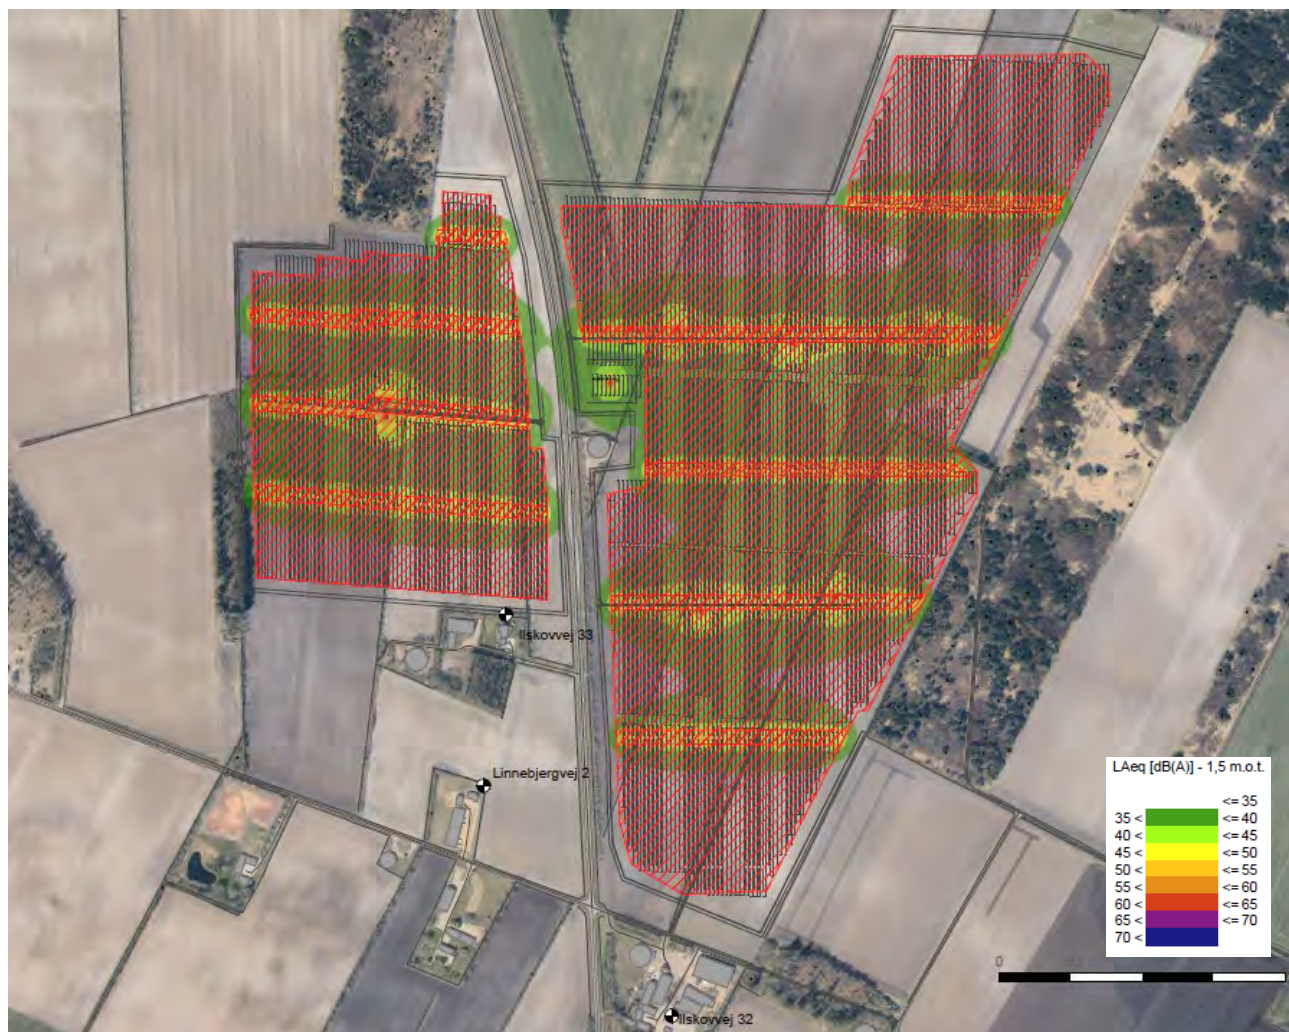 Ilskovvej 33
Linnebjergvej 2
LAeq [dB(A)] - 1,5 m.o.t.
<= 35
35 < <= 40
40 < <= 45
45 < <= 50
50 < <= 55
55 < <= 60
60 < <= 65
65 < <= 70
70 <
0
Ilskovvej 32